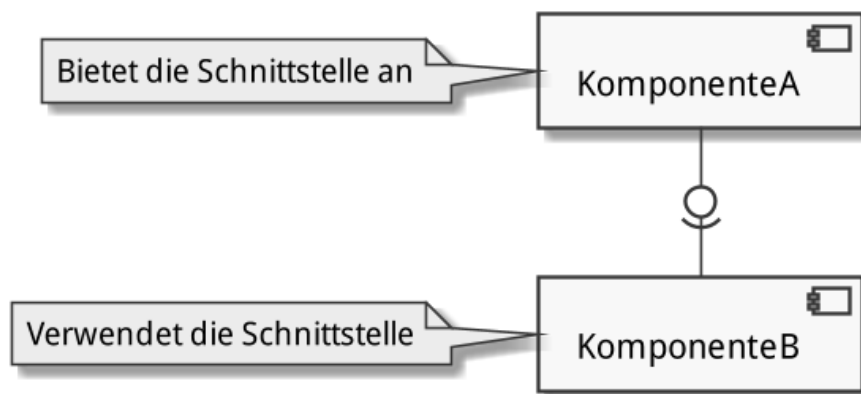 Bietet die Schnittstelle an
KomponenteA
Verwendet die Schnittstelle
KomponenteB